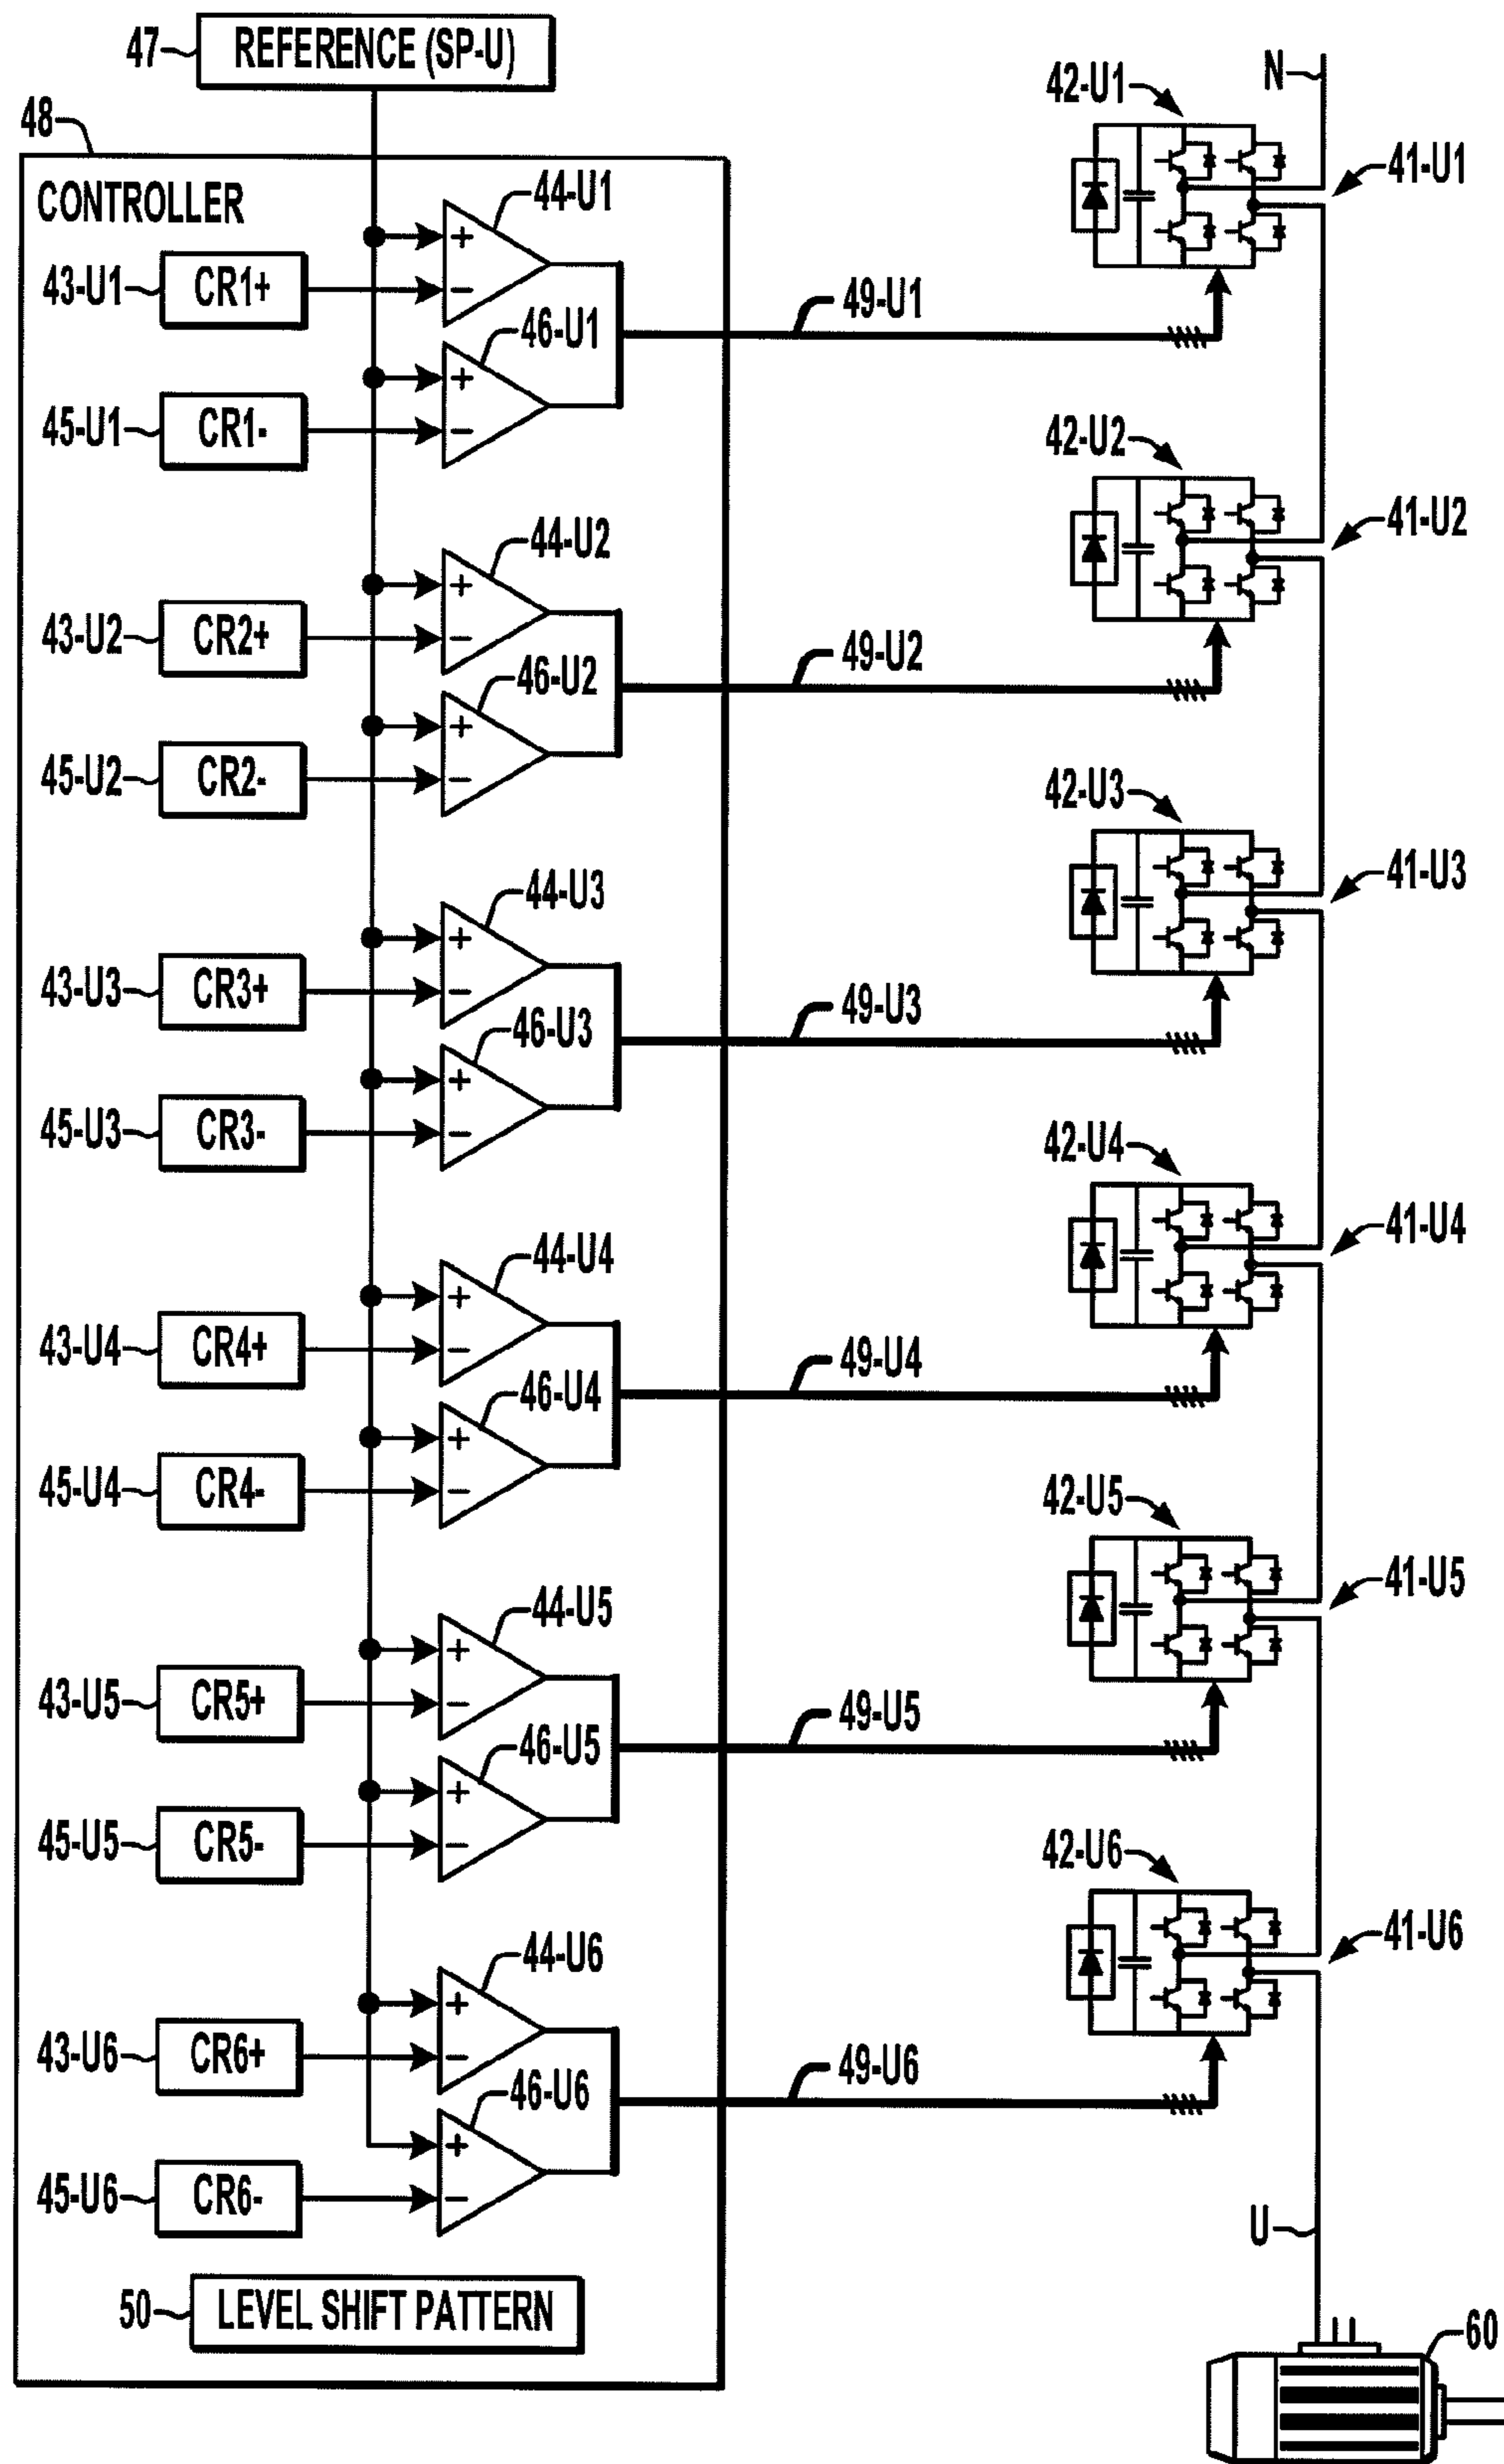 47 REFERENCE (SP-U)
48
CONTROLLER
N
42-U1
41-U1
44-U1
+
−
43-U1 CR1+
46-U1
+
−
45-U1 CR1-
49-U1
42-U2
41-U2
44-U2
+
−
43-U2 CR2+
46-U2
+
−
45-U2 CR2-
49-U2
42-U3
41-U3
44-U3
+
−
43-U3 CR3+
46-U3
+
−
45-U3 CR3-
49-U3
42-U4
41-U4
44-U4
+
−
43-U4 CR4+
46-U4
+
−
45-U4 CR4-
49-U4
42-U5
41-U5
44-U5
+
−
43-U5 CR5+
46-U5
+
−
45-U5 CR5-
49-U5
42-U6
41-U6
44-U6
+
−
43-U6 CR6+
46-U6
+
−
45-U6 CR6-
49-U6
U
50 LEVEL SHIFT PATTERN
60